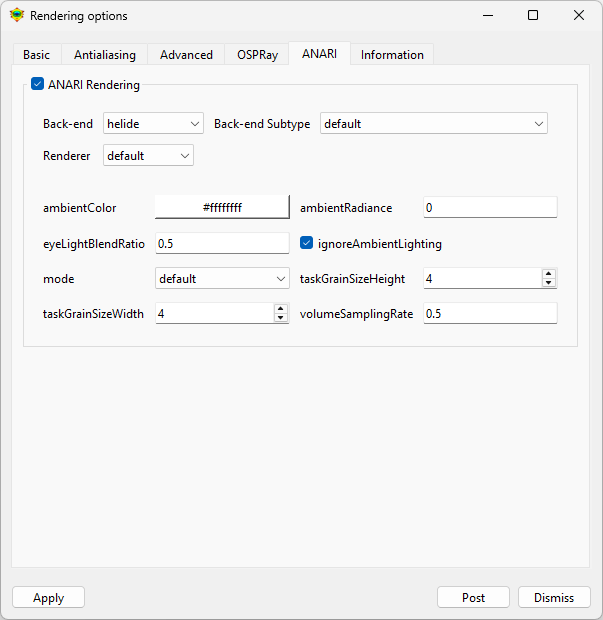 Rendering options
Basic Antialiasing Advanced OSPRay ANARI Information
ANARI Rendering
Back-end helide Back-end Subtype default
Renderer default
ambientColor #ffffffff ambientRadiance 0
eyeLightBlendRatio 0.5 ignoreAmbientLighting
mode default taskGrainSizeHeight 4
taskGrainSizeWidth 4 volumeSamplingRate 0.5
Apply Post Dismiss